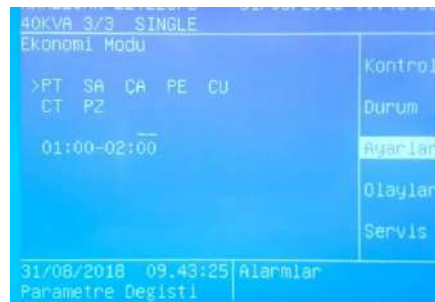 40KVA 3/3 SINGLE
Ekonomi Modu
>PT SA ÇA PE CU
CT PZ
01:00-02:00
Kontrol
Durum
Ayarlar
Olaylar
Servis
31/08/2018 09.43:25
Parametre Degisti
Alarmlar